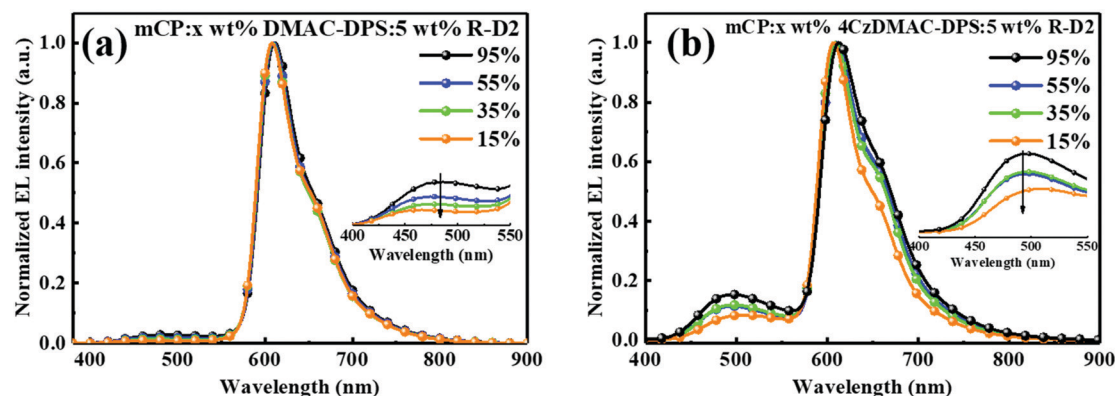 (a) mCP:x wt% DMAC-DPS:5 wt% R-D2
95%
55%
35%
15%
Normalized EL intensity (a.u.)
1.0
0.8
0.6
0.4
0.2
0.0
400 450 500 550
Wavelength (nm)
400 500 600 700 800 900
Wavelength (nm)
(b) mCP:x wt% 4CzDMAC-DPS:5 wt% R-D2
95%
55%
35%
15%
Normalized EL intensity (a.u.)
1.0
0.8
0.6
0.4
0.2
0.0
400 450 500 550
Wavelength (nm)
400 500 600 700 800 900
Wavelength (nm)